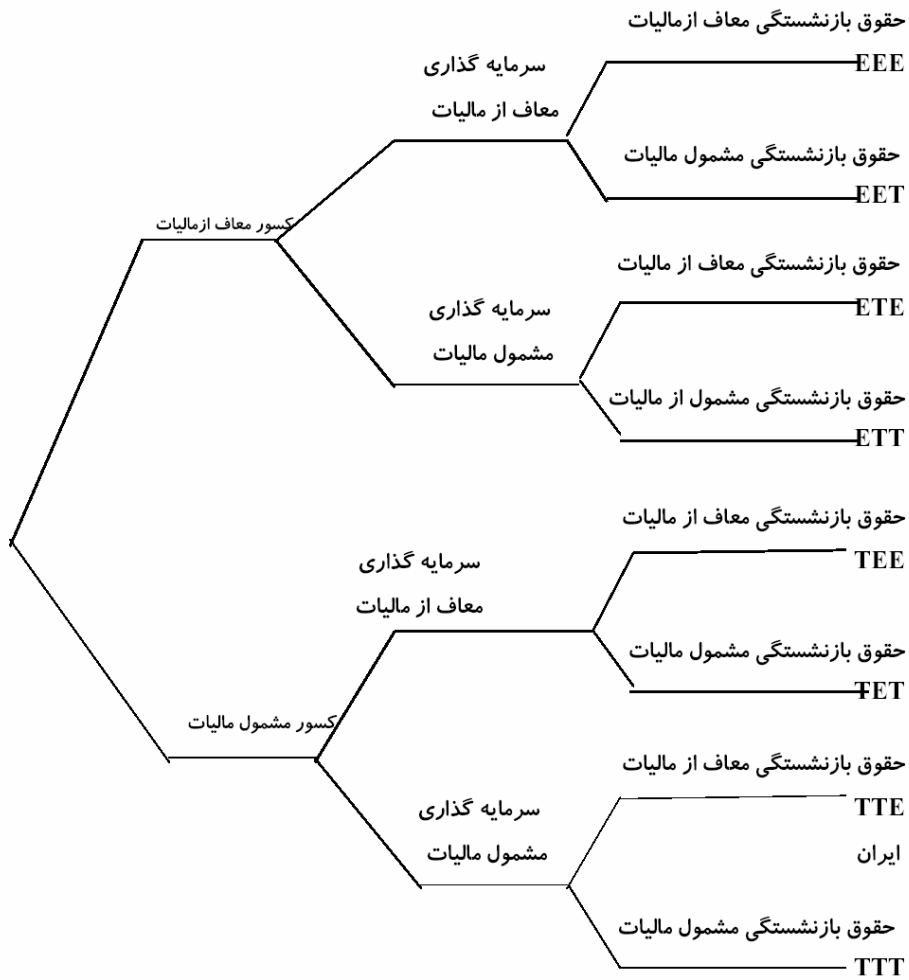 حقوق بازنشستگی معاف ازمالیات
EEE
سرمایه گذاری
معاف از مالیات
حقوق بازنشستگی مشمول مالیات
EET
کسور معاف ازمالیات
حقوق بازنشستگی معاف از مالیات
ETE
سرمایه گذاری
مشمول مالیات
حقوق بازنشستگی مشمول از مالیات
ETT
حقوق بازنشستگی معاف از مالیات
TEE
سرمایه گذاری
معاف از مالیات
حقوق بازنشستگی مشمول مالیات
TET
کسور مشمول مالیات
حقوق بازنشستگی معاف از مالیات
TTE
ایران
سرمایه گذاری
مشمول مالیات
حقوق بازنشستگی مشمول مالیات
TTT